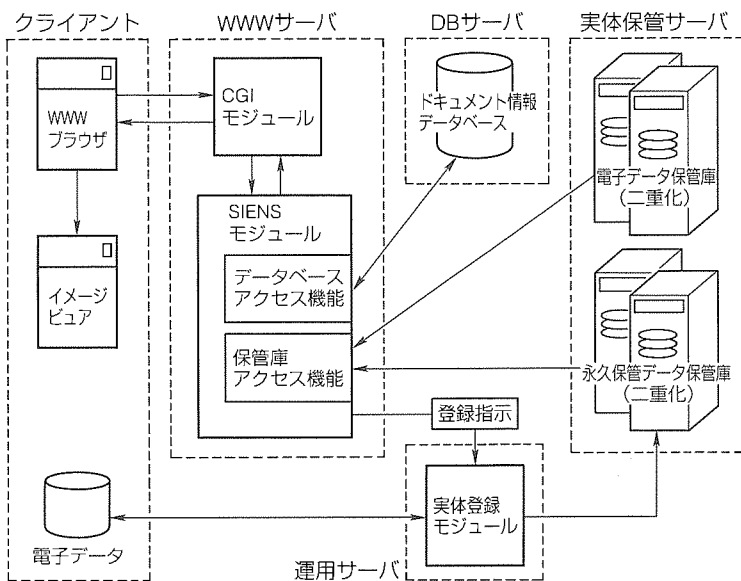 クライアント
WWWサーバ
DBサーバ
実体保管サーバ
WWW
ブラウザ
CGI
モジュール
ドキュメント情報
データベース
電子データ保管庫
(二重化)
SIENS
モジュール
イメージ
ビュア
データベース
アクセス機能
保管庫
アクセス機能
永久保管データ保管庫
(二重化)
登録指示
実体登録
モジュール
電子データ
運用サーバ